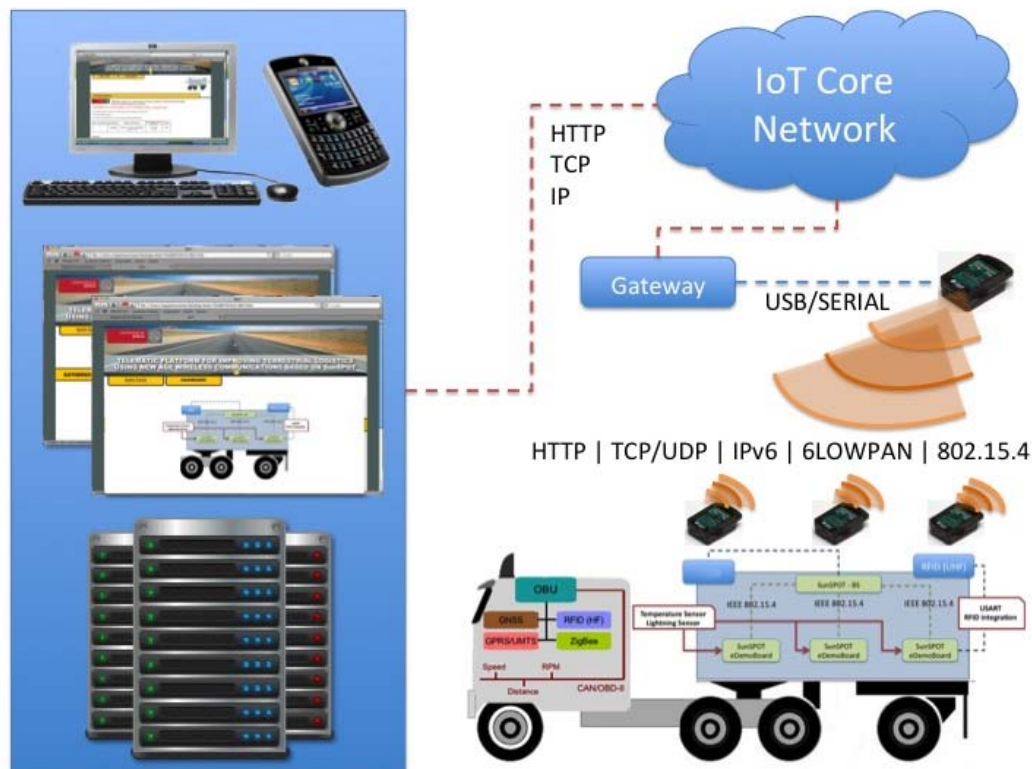 IoT Core
Network
HTTP
TCP
IP
Gateway
USB/SERIAL
TELEMATIC PLATFORM FOR IMPROVING TERRESTRIAL LOGISTICS
USING NEW AGE WIRELESS COMMUNICATIONS BASED ON SunSPOT
HTTP | TCP/UDP | IPv6 | 6LOWPAN | 802.15.4
OBU
GNSS
RFID (HF)
GPRS/UMTS
ZigBee
Speed
RPM
Distance
CAN/OBD-II
RFID (UHF)
SunSPOT - BS
IEEE 802.15.4
IEEE 802.15.4
IEEE 802.15.4
Temperature Sensor
Lightning Sensor
USART
RFID integration
SunSPOT
eDemoBoard
SunSPOT
eDemoBoard
SunSPOT
eDemoBoard